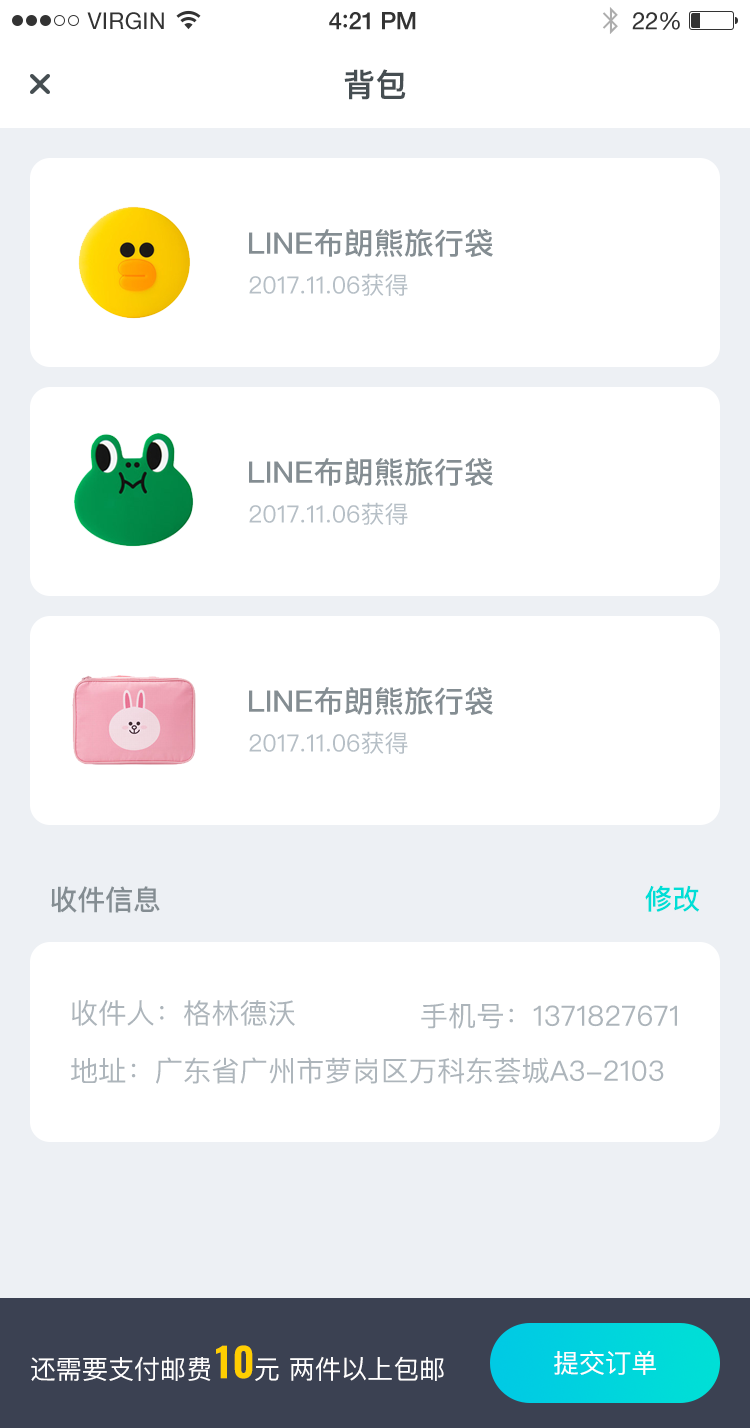 VIRGIN 4:21 PM 22%
背包
LINE布朗熊旅行袋
2017.11.06获得
LINE布朗熊旅行袋
2017.11.06获得
LINE布朗熊旅行袋
2017.11.06获得
收件信息 修改
收件人：格林德沃 手机号：1371827671
地址：广东省广州市萝岗区万科东荟城A3–2103
还需要支付邮费10元 两件以上包邮 提交订单